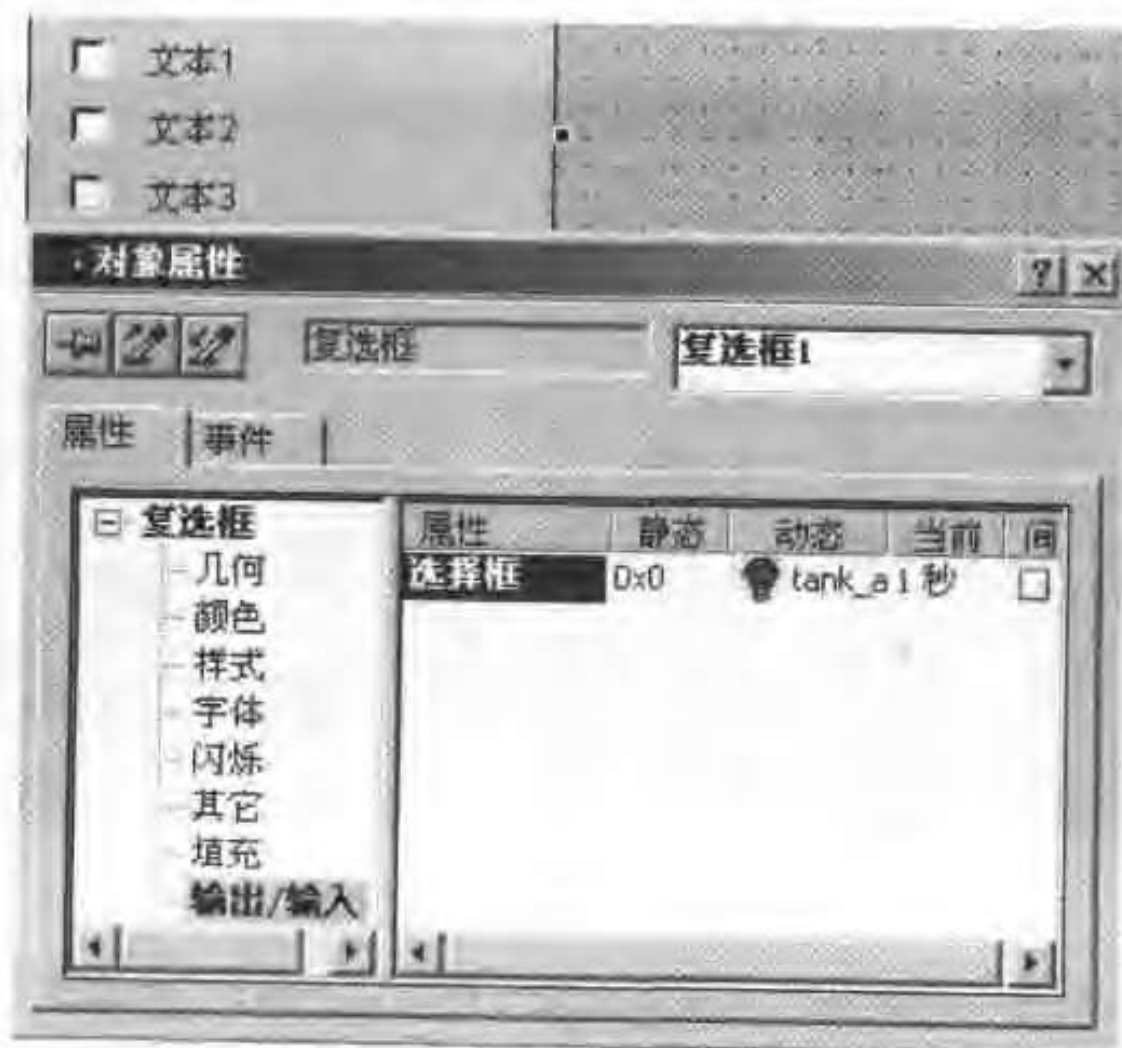 文本1
文本2
文本3
对象属性
复选框 复选框1
属性 事件
复选框
几何
颜色
样式
字体
闪烁
其它
填充
输出/输入
属性 静态 动态 当前 间
选择框 0x0 tank_a 1 秒